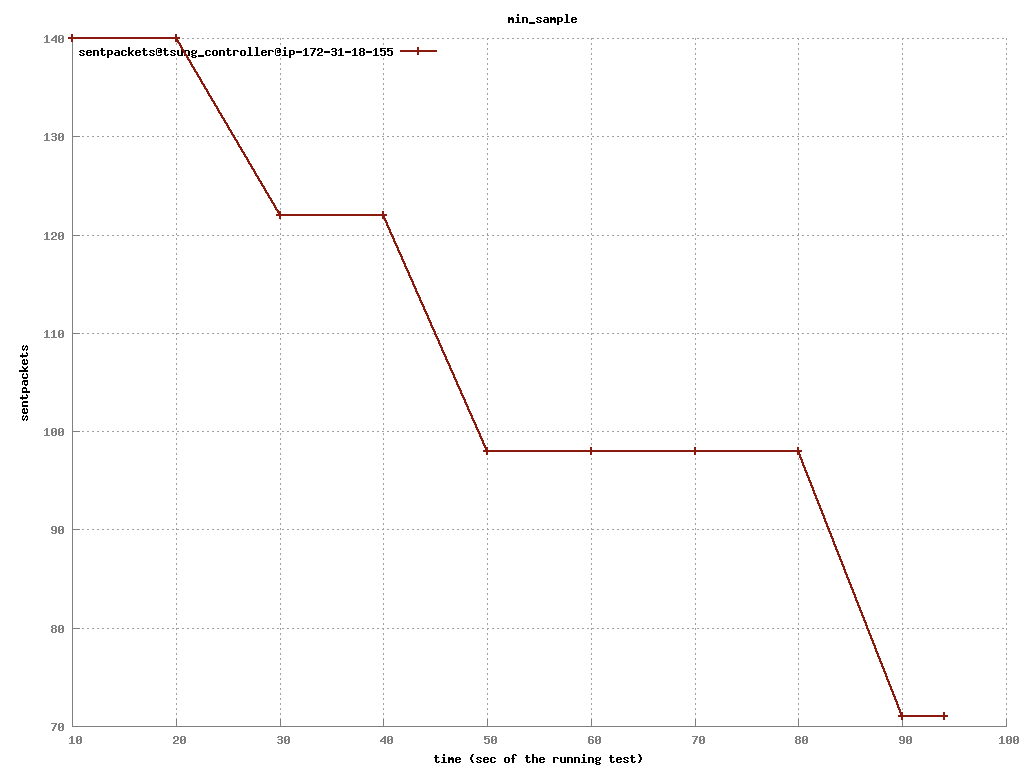 min_sample
140
sentpackets@tsung_controller@ip-172-31-18-155
130
120
110
sentpackets
100
90
80
70
10 20 30 40 50 60 70 80 90 100
time (sec of the running test)